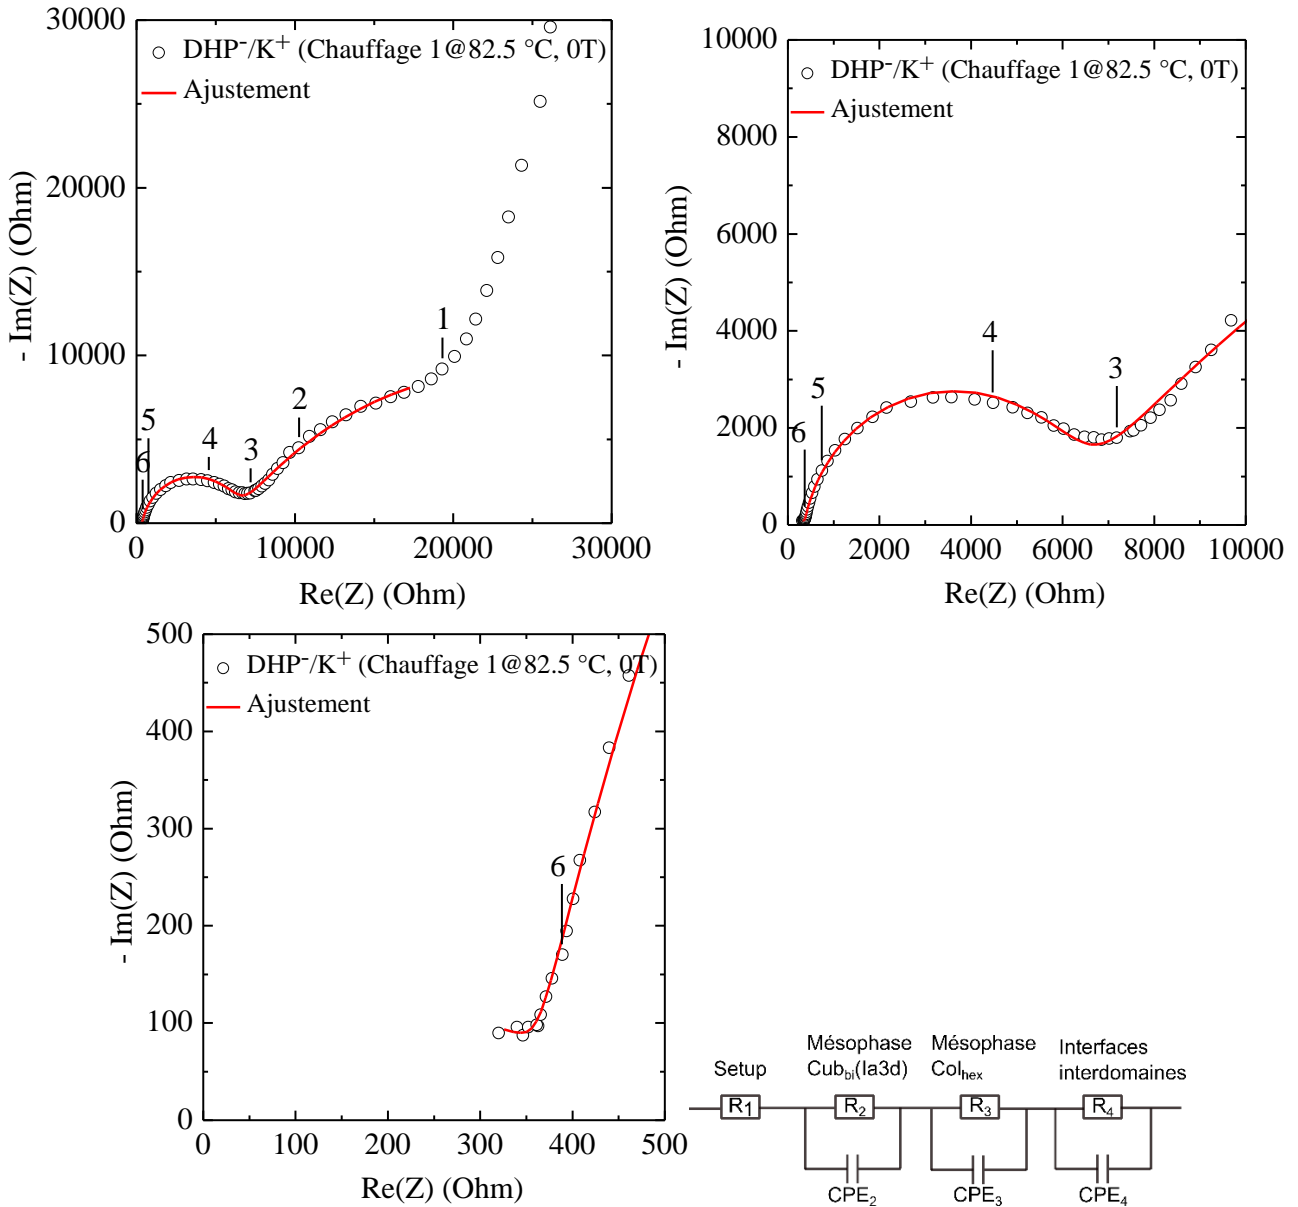 30000
20000
10000
0
0
10000
20000
30000
- Im(Z) (Ohm)
Re(Z) (Ohm)
DHP-/K+ (Chauffage 1@82.5 °C, 0T)
Ajustement
1
2
3
4
5
6
10000
8000
6000
4000
2000
0
0
2000
4000
6000
8000
10000
- Im(Z) (Ohm)
Re(Z) (Ohm)
DHP-/K+ (Chauffage 1@82.5 °C, 0T)
Ajustement
3
4
5
6
500
400
300
200
100
0
0
100
200
300
400
500
- Im(Z) (Ohm)
Re(Z) (Ohm)
DHP-/K+ (Chauffage 1@82.5 °C, 0T)
Ajustement
6
Setup
Mésophase
Cubbi(Ia3d)
Mésophase
Colhex
Interfaces
interdomaines
R1
R2
R3
R4
CPE2
CPE3
CPE4